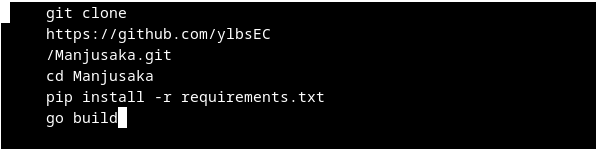 git clone
https://github.com/ylbsEC
/Manjusaka.git
cd Manjusaka
pip install -r requirements.txt
go build